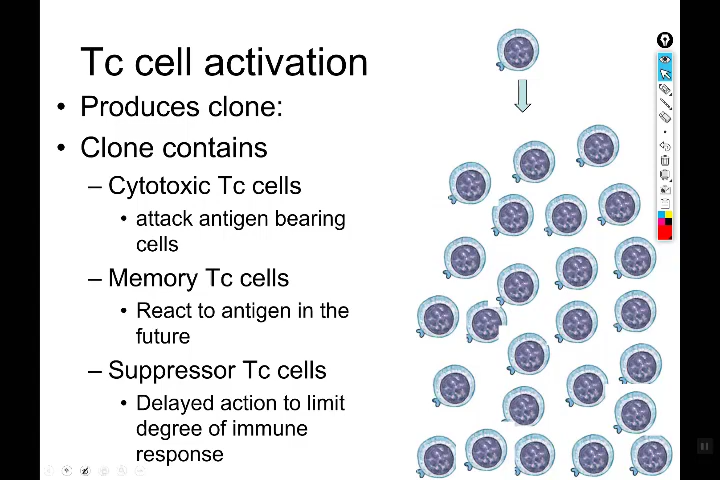 Tc cell activation
• Produces clone:
• Clone contains
– Cytotoxic Tc cells
• attack antigen bearing
cells
– Memory Tc cells
• React to antigen in the
future
– Suppressor Tc cells
• Delayed action to limit
degree of immune
response